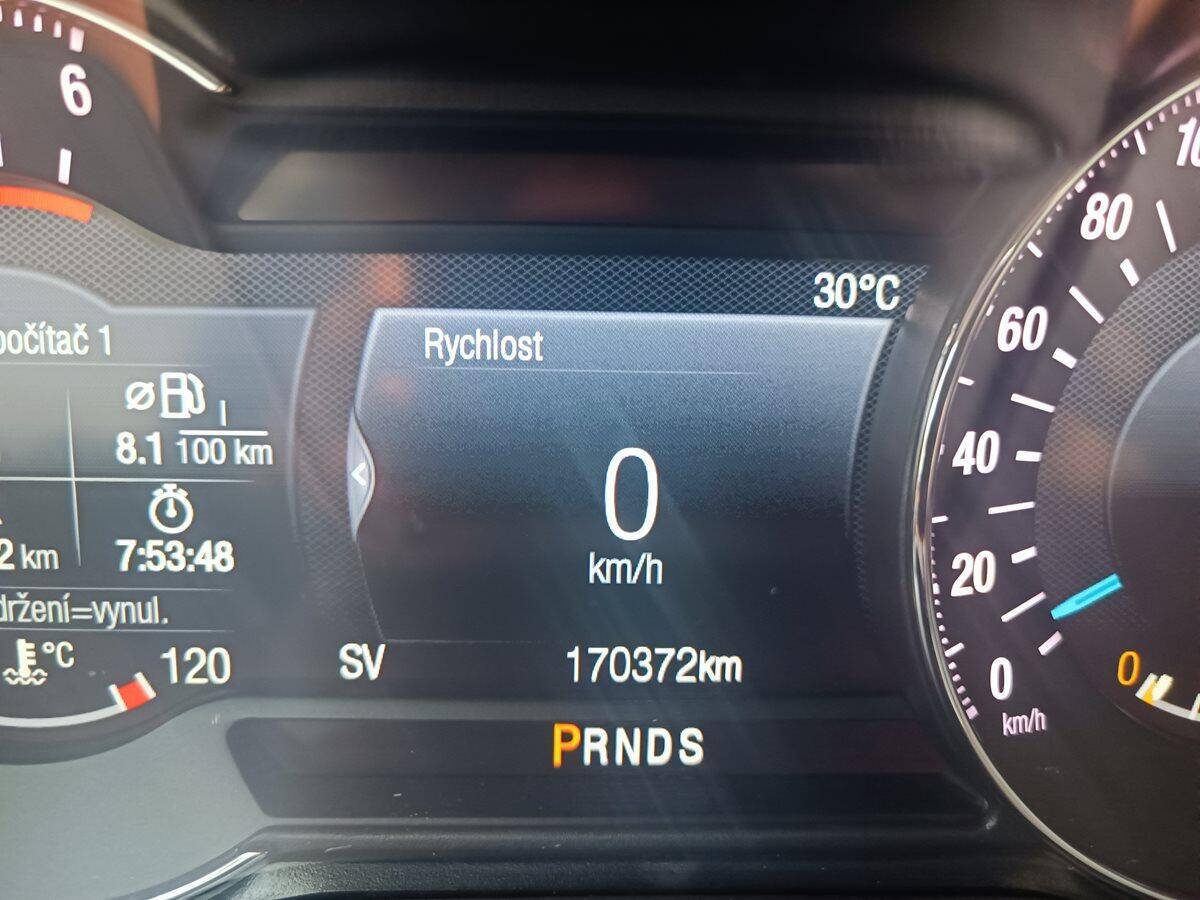 6
počítač 1
Ø
l
8.1 100 km
2 km
7:53:48
držení=vynul.
°C
120
30°C
Rychlost
0
km/h
SV
170372km
PRNDS
80
60
40
20
0
km/h
0